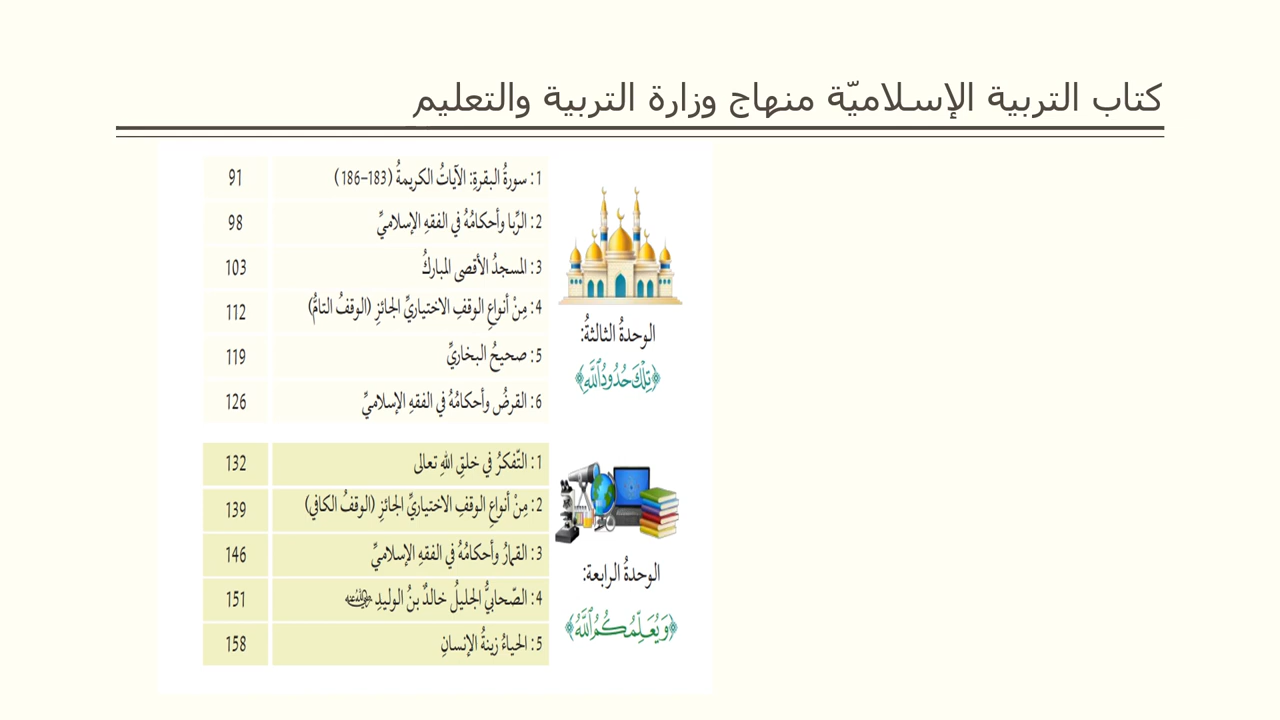 كتاب التربية الإسلاميّة منهاج وزارة التربية والتعليم
الوحدةُ الثالثةُ:
﴿تِلْكَ حُدُودُ ٱللَّهِ﴾
1: سورةُ البقرةِ: الآياتُ الكريمةُ (183–186) 91
2: الرِّبا وأحكامُهُ في الفقهِ الإسلاميِّ 98
3: المسجدُ الأقصى المباركُ 103
4: مِنْ أنواعِ الوقفِ الاختياريِّ الجائزِ (الوقفُ التامُّ) 112
5: صحيحُ البخاريِّ 119
6: القرضُ وأحكامُهُ في الفقهِ الإسلاميِّ 126
الوحدةُ الرابعة:
﴿وَيُعَلِّمُكُمُ ٱللَّهُ﴾
1: التّفكرُ في خلقِ اللهِ تعالى 132
2: مِنْ أنواعِ الوقفِ الاختياريِّ الجائزِ (الوقفُ الكافي) 139
3: القمارُ وأحكامُهُ في الفقهِ الإسلاميِّ 146
4: الصّحابيُّ الجليلُ خالدٌ بنُ الوليدِ رضي الله عنه 151
5: الحياءُ زينةُ الإنسانِ 158